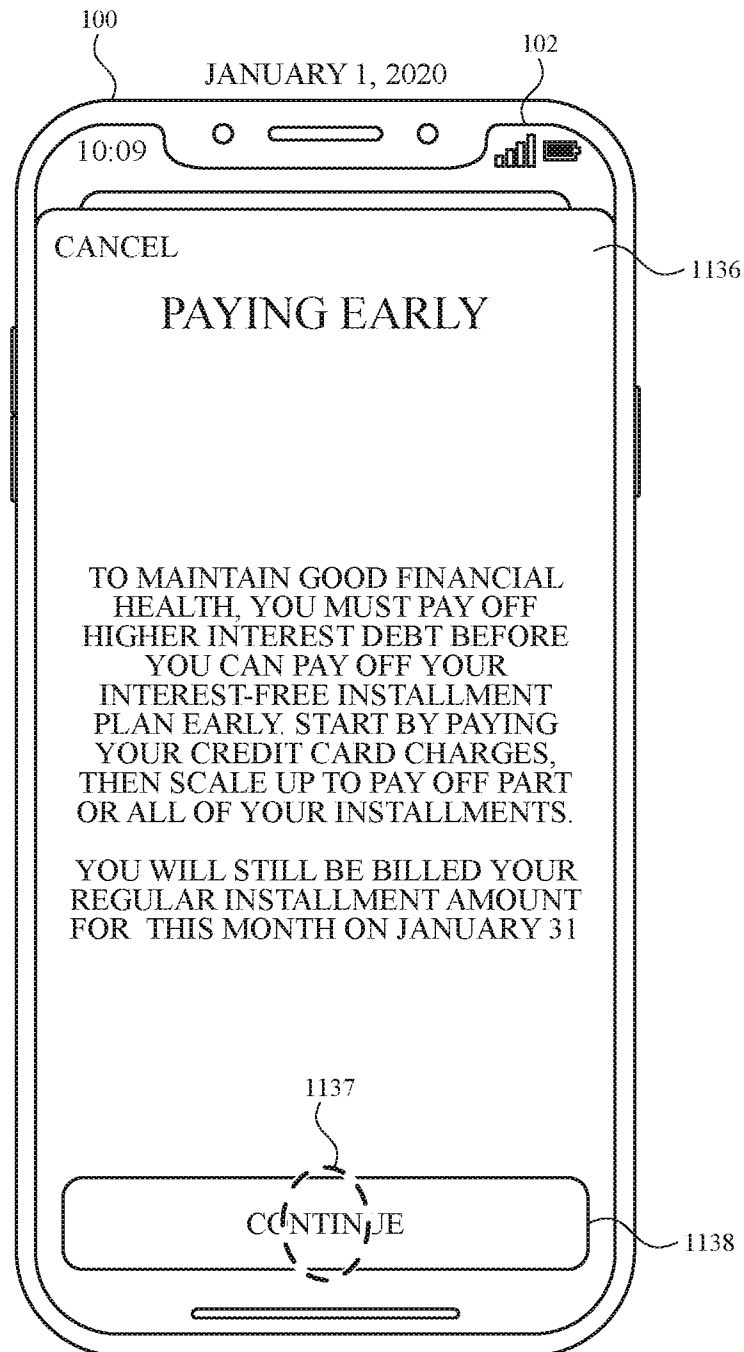 100
JANUARY 1, 2020
102
10:09
CANCEL
1136
PAYING EARLY
TO MAINTAIN GOOD FINANCIAL
HEALTH, YOU MUST PAY OFF
HIGHER INTEREST DEBT BEFORE
YOU CAN PAY OFF YOUR
INTEREST-FREE INSTALLMENT
PLAN EARLY. START BY PAYING
YOUR CREDIT CARD CHARGES,
THEN SCALE UP TO PAY OFF PART
OR ALL OF YOUR INSTALLMENTS.
YOU WILL STILL BE BILLED YOUR
REGULAR INSTALLMENT AMOUNT
FOR THIS MONTH ON JANUARY 31
1137
CONTINUE
1138